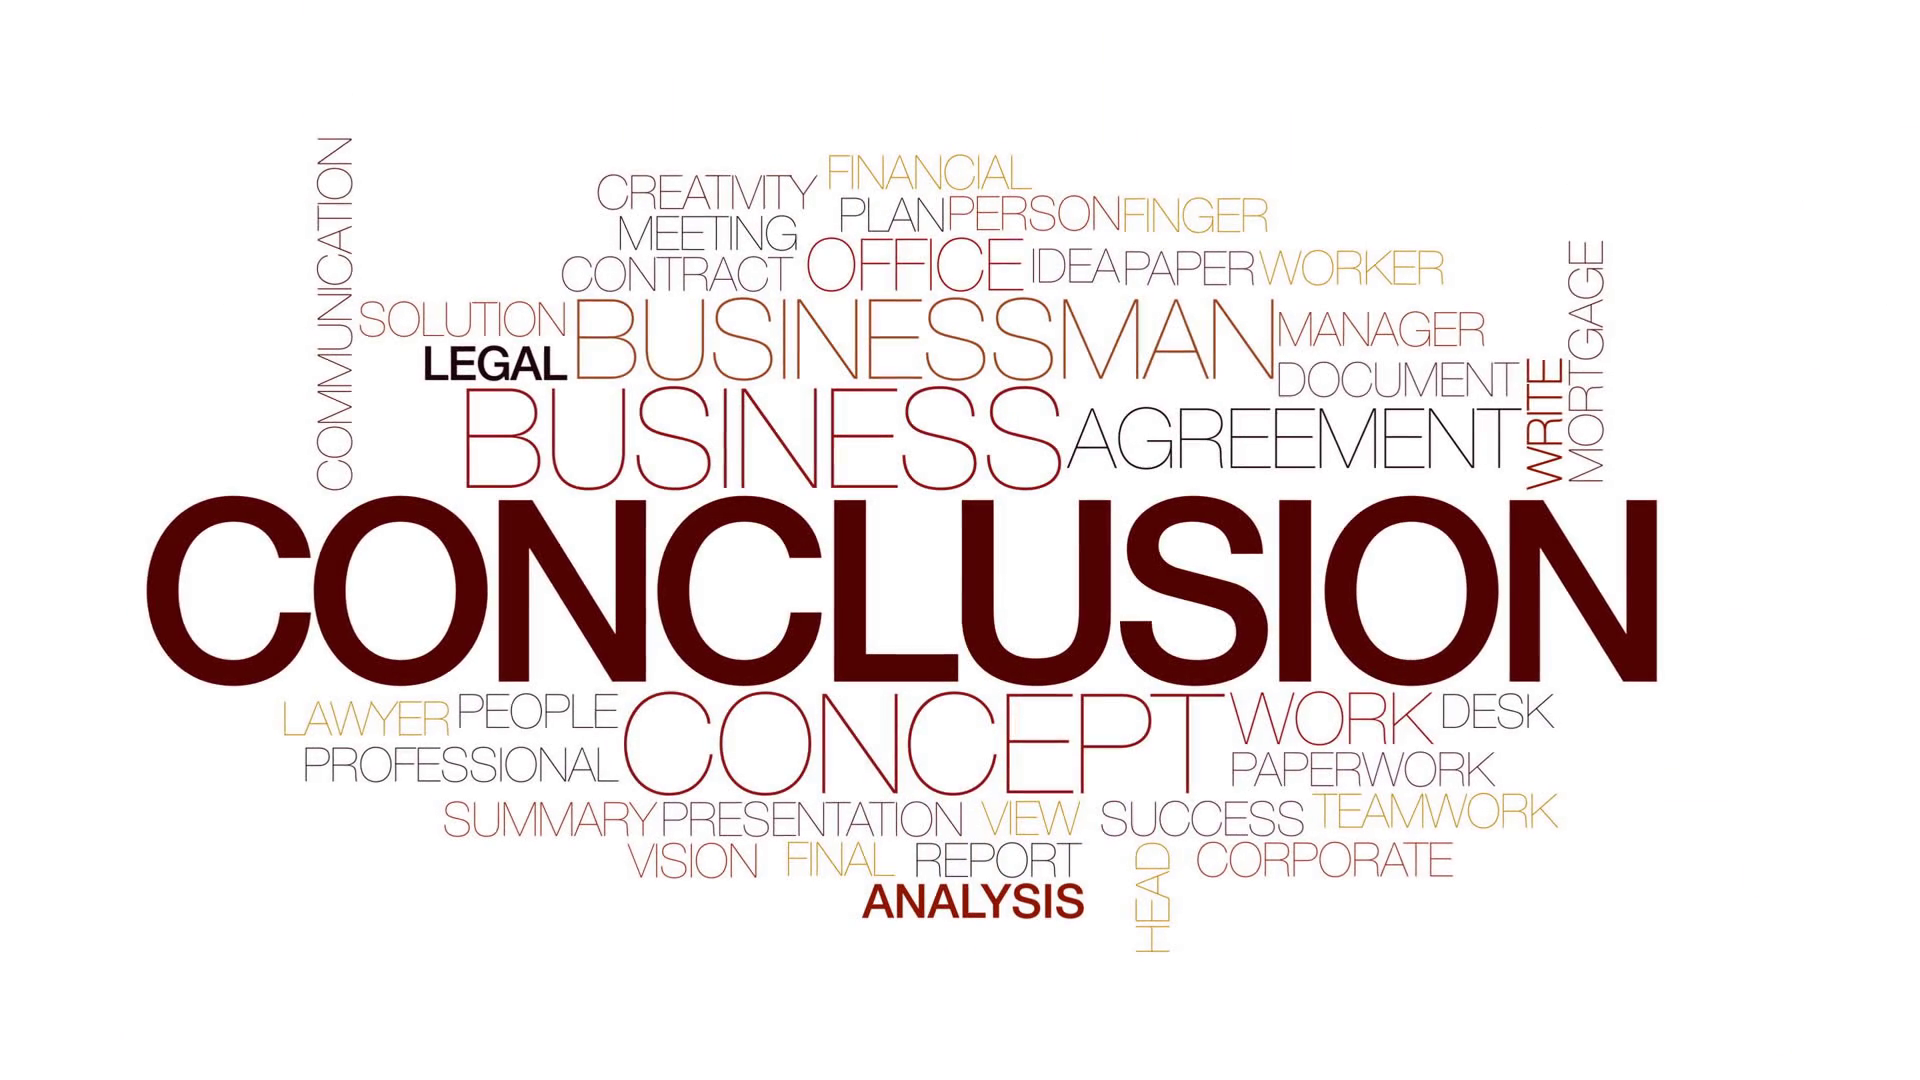 COMMUNICATION
FINANCIAL
CREATIVITY
PLAN PERSON FINGER
MEETING
OFFICE IDEA PAPER WORKER
CONTRACT
MORTGAGE
SOLUTION BUSINESSMAN MANAGER
LEGAL
DOCUMENT
WRITE
BUSINESS AGREEMENT
CONCLUSION
LAWYER PEOPLE CONCEPT WORK DESK
PROFESSIONAL
PAPERWORK
SUMMARY PRESENTATION VIEW SUCCESS TEAMWORK
VISION FINAL REPORT CORPORATE
HEAD
ANALYSIS